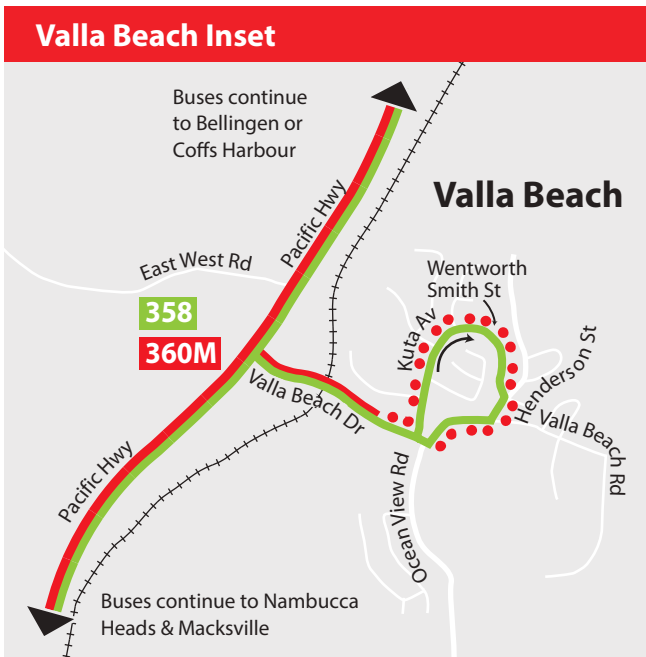 Valla Beach Inset
Buses continue
to Bellingen or
Coffs Harbour
Pacific Hwy
Valla Beach
East West Rd
Wentworth
Smith St
358
360M
Kuta Av
Henderson St
Valla Beach Dr
Valla Beach Rd
Pacific Hwy
Ocean View Rd
Buses continue to Nambucca
Heads & Macksville